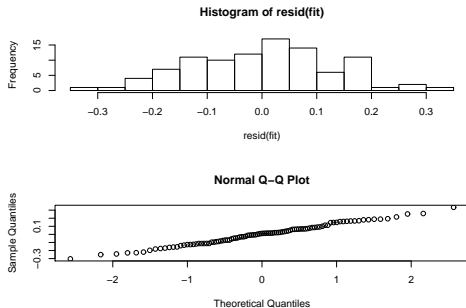 Histogram of resid(fit)
Frequency
0 5 15
−0.3 −0.2 −0.1 0.0 0.1 0.2 0.3
resid(fit)
Normal Q−Q Plot
Sample Quantiles
−0.3 0.1
−2 −1 0 1 2
Theoretical Quantiles